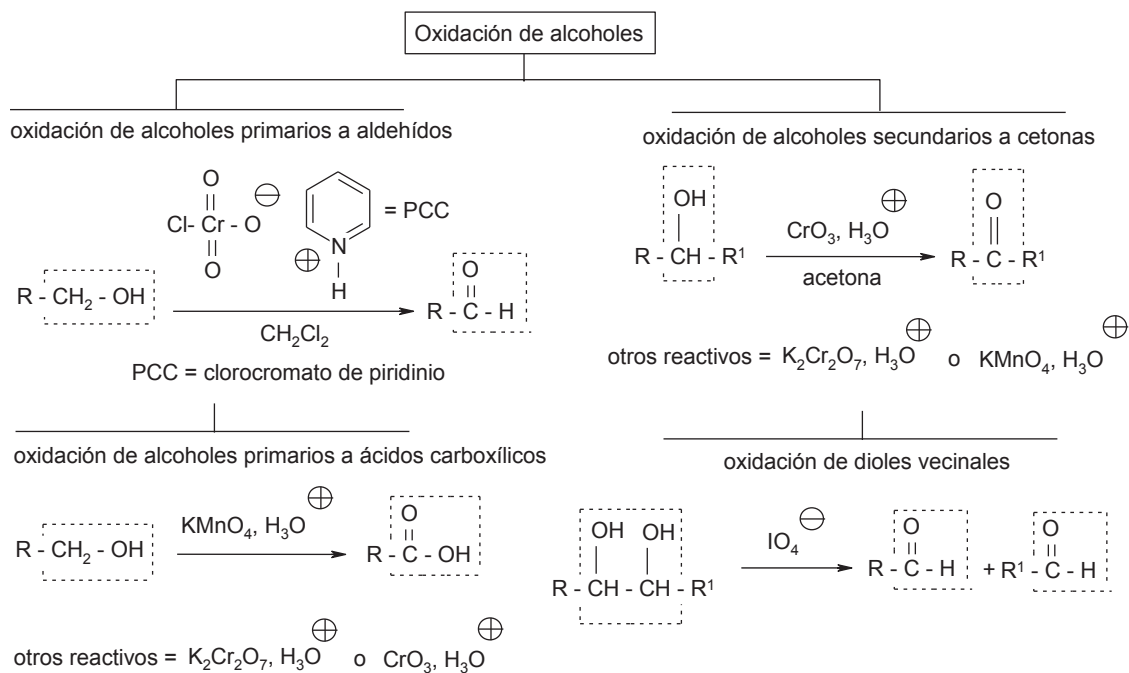 Oxidación de alcoholes
oxidación de alcoholes primarios a aldehídos
O
Cl- Cr - O ⊖
O
N ⊕
H
= PCC
R - CH₂ - OH
CH₂Cl₂
O
R - C - H
PCC = clorocromato de piridinio
oxidación de alcoholes primarios a ácidos carboxílicos
R - CH₂ - OH
KMnO₄, H₃O ⊕
O
R - C - OH
otros reactivos = K₂Cr₂O₇, H₃O ⊕ o CrO₃, H₃O ⊕
oxidación de alcoholes secundarios a cetonas
OH
R - CH - R¹
CrO₃, H₃O ⊕
acetona
O
R - C - R¹
otros reactivos = K₂Cr₂O₇, H₃O ⊕ o KMnO₄, H₃O ⊕
oxidación de dioles vecinales
OH OH
R - CH - CH - R¹
IO₄ ⊖
O
R - C - H
O
+ R¹ - C - H